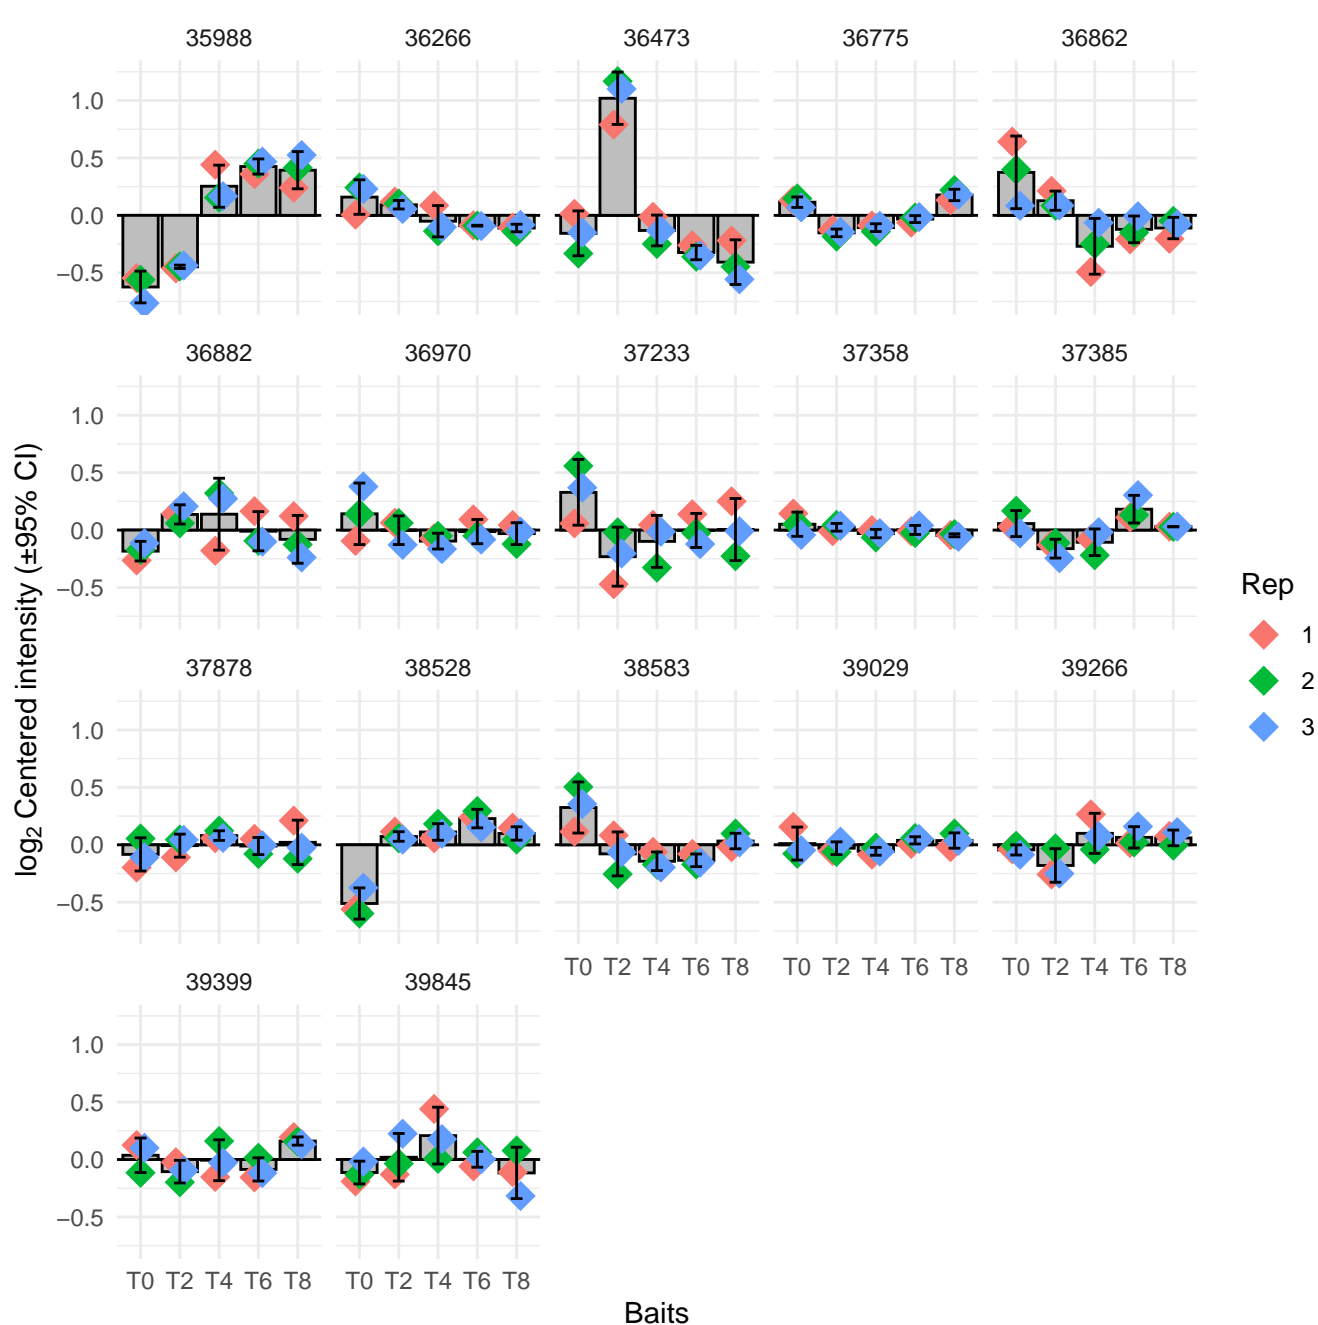 35988 36266 36473 36775 36862
1.0
0.5
0.0
−0.5
36882 36970 37233 37358 37385
1.0
0.5
0.0
−0.5
37878 38528 38583 39029 39266
1.0
0.5
0.0
−0.5
T0 T2 T4 T6 T8 T0 T2 T4 T6 T8 T0 T2 T4 T6 T8
39399 39845
1.0
0.5
0.0
−0.5
T0 T2 T4 T6 T8 T0 T2 T4 T6 T8
Baits
log₂ Centered intensity (±95% CI)
Rep
1
2
3